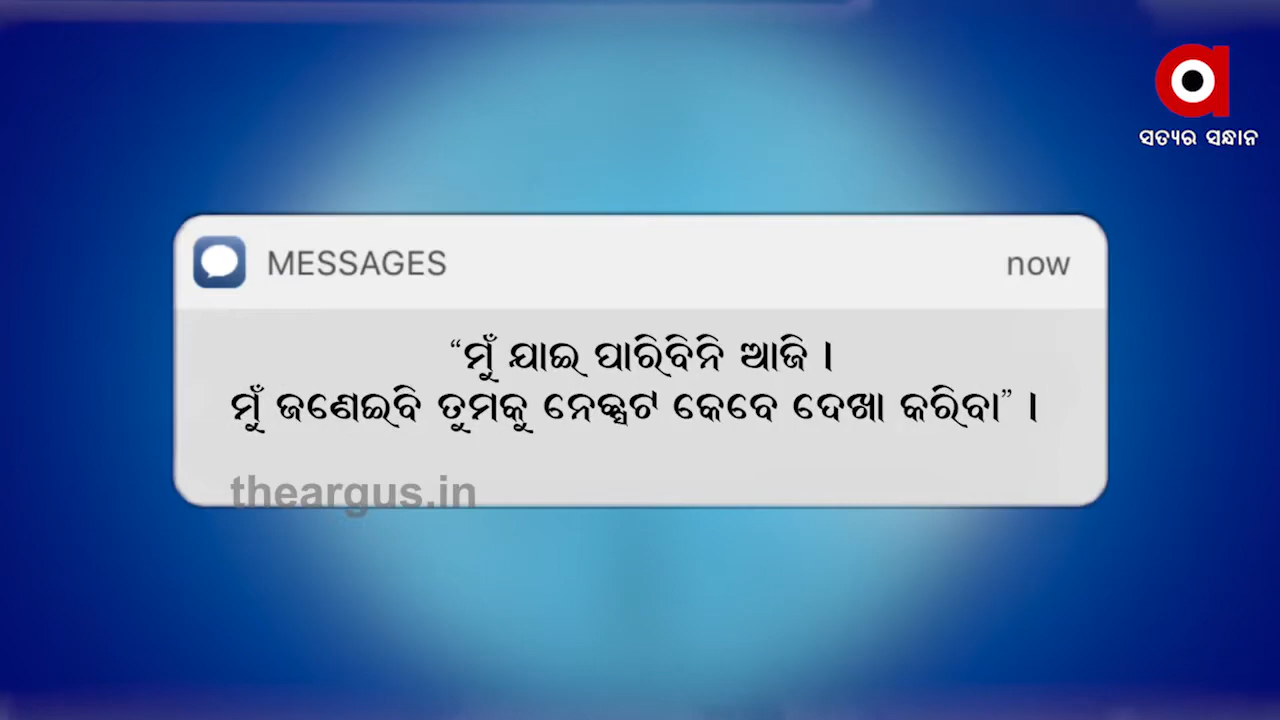 ସତ୍ୟର ସନ୍ଧାନ
MESSAGES now
“ମୁଁ ଯାଇ ପାରିବିନି ଆଜି ।
ମୁଁ ଜଣେଇବି ତୁମକୁ ନେକ୍ସଟ କେବେ ଦେଖା କରିବା” ।
theargus.in